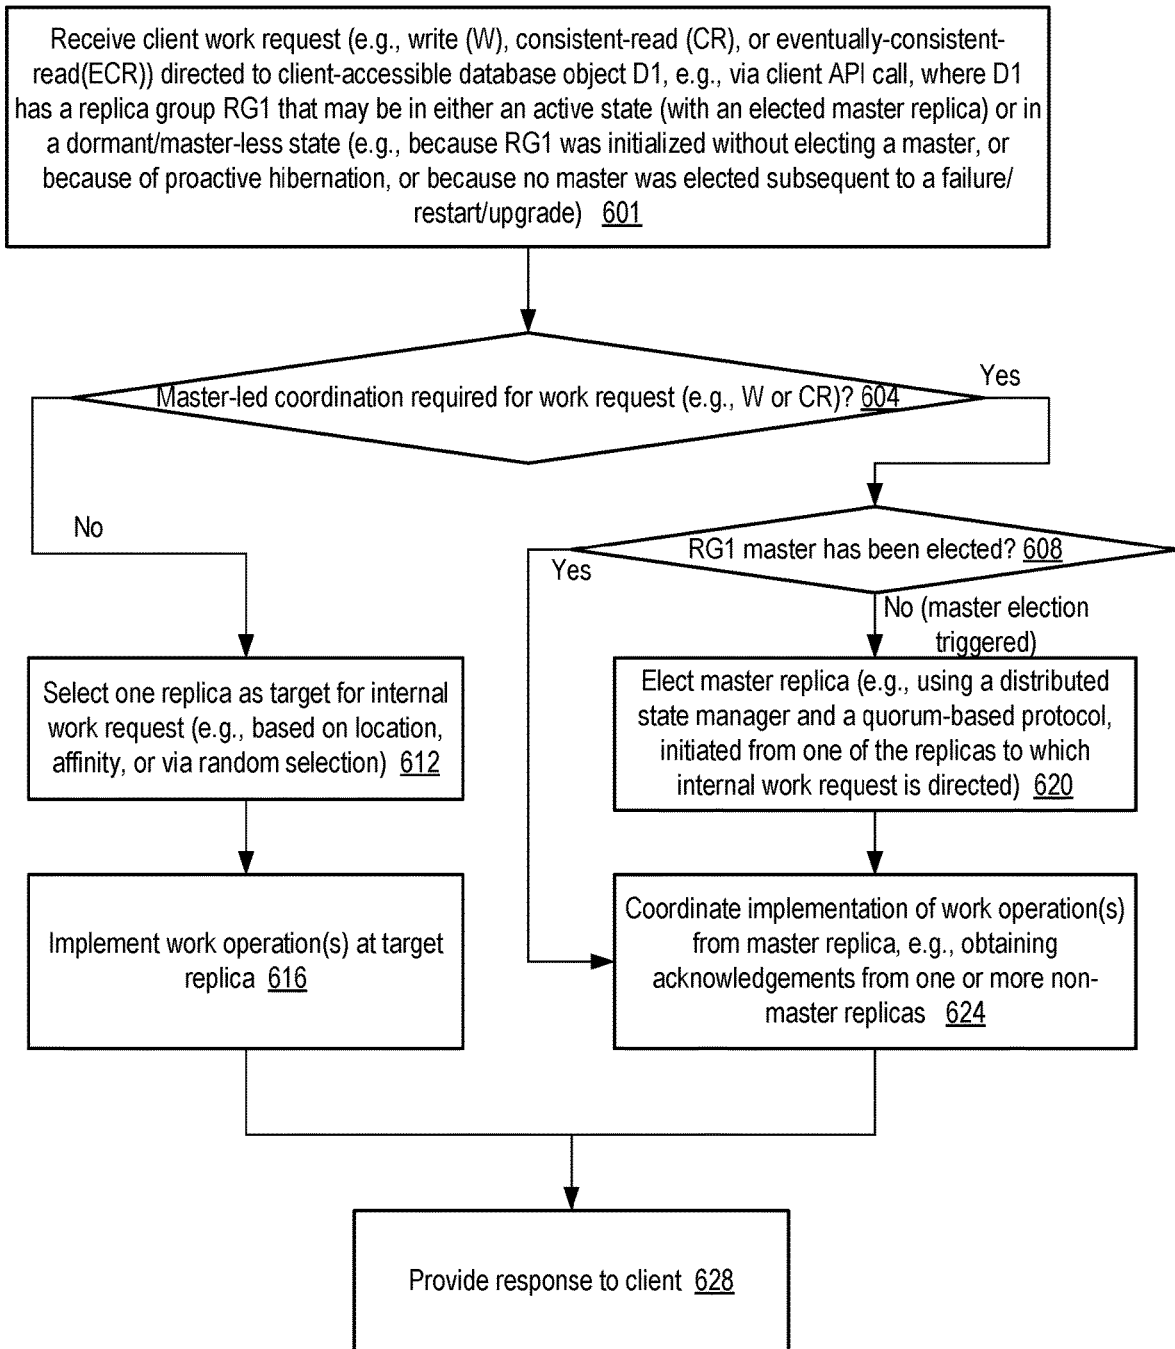 Receive client work request (e.g., write (W), consistent-read (CR), or eventually-consistent-
read(ECR)) directed to client-accessible database object D1, e.g., via client API call, where D1
has a replica group RG1 that may be in either an active state (with an elected master replica) or in
a dormant/master-less state (e.g., because RG1 was initialized without electing a master, or
because of proactive hibernation, or because no master was elected subsequent to a failure/
restart/upgrade) 601
Master-led coordination required for work request (e.g., W or CR)? 604
Yes
No
RG1 master has been elected? 608
Yes
No (master election
triggered)
Select one replica as target for internal
work request (e.g., based on location,
affinity, or via random selection) 612
Elect master replica (e.g., using a distributed
state manager and a quorum-based protocol,
initiated from one of the replicas to which
internal work request is directed) 620
Implement work operation(s) at target
replica 616
Coordinate implementation of work operation(s)
from master replica, e.g., obtaining
acknowledgements from one or more non-
master replicas 624
Provide response to client 628